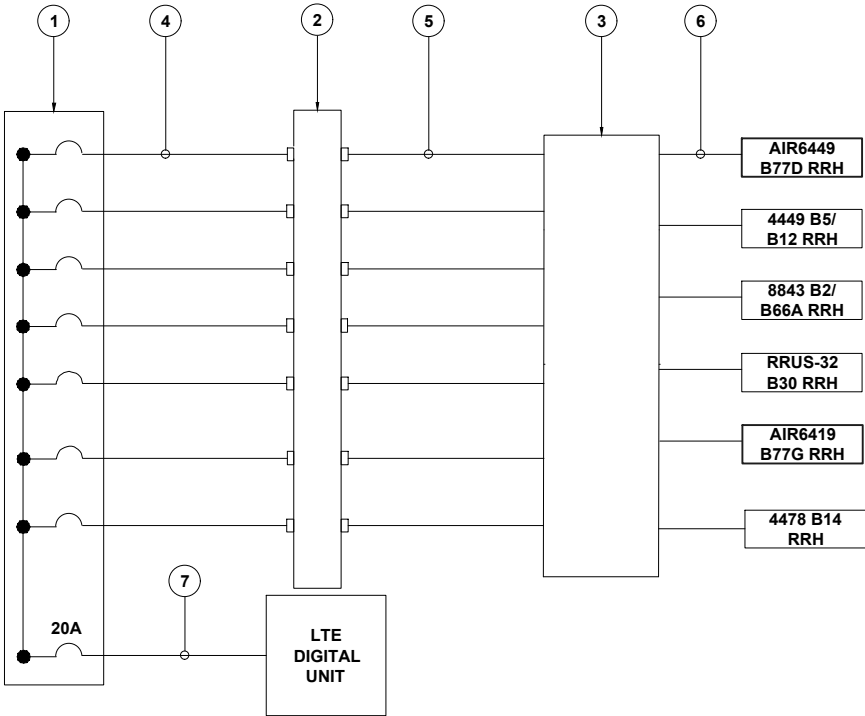 1
4
2
5
3
6
AIR6449
B77D RRH
4449 B5/
B12 RRH
8843 B2/
B66A RRH
RRUS-32
B30 RRH
AIR6419
B77G RRH
4478 B14
RRH
7
20A
LTE
DIGITAL
UNIT